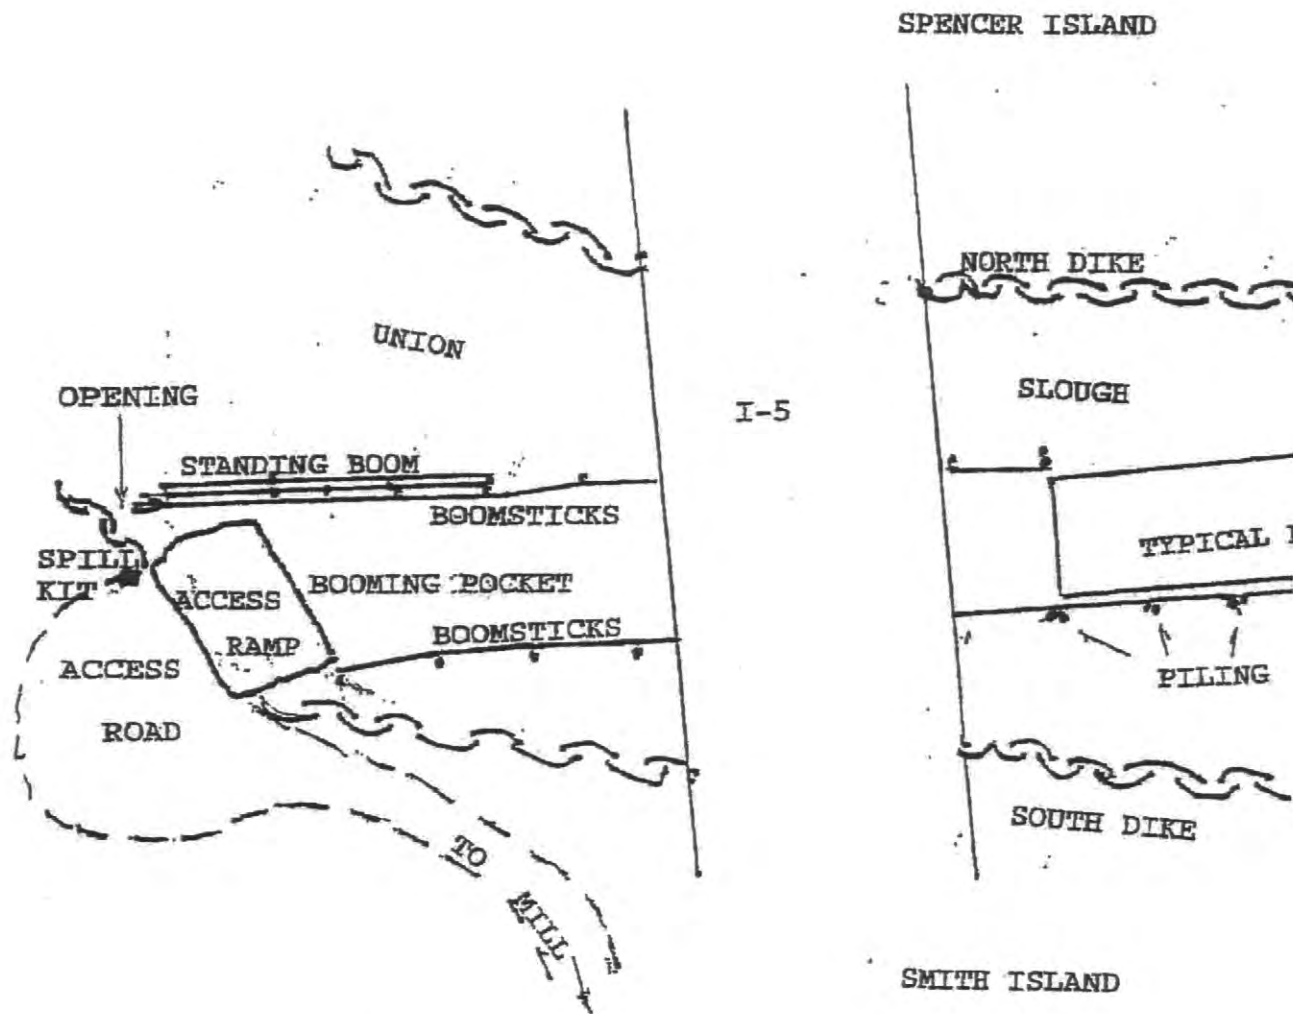 SPENCER ISLAND
NORTH DIKE
UNION
SLOUGH
OPENING
I-5
STANDING BOOM
BOOMSTICKS
TYPICAL
SPILL
KIT
BOOMING POCKET
ACCESS
RAMP
BOOMSTICKS
ACCESS
ROAD
PILING
SOUTH DIKE
TO
MILL
SMITH ISLAND